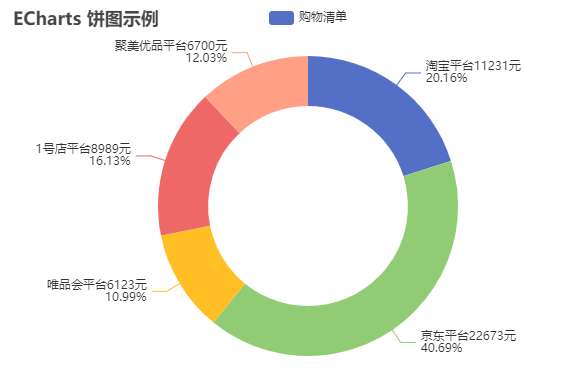 ECharts 饼图示例
购物清单
聚美优品平台6700元
12.03%
淘宝平台11231元
20.16%
1号店平台8989元
16.13%
唯品会平台6123元
10.99%
京东平台22673元
40.69%